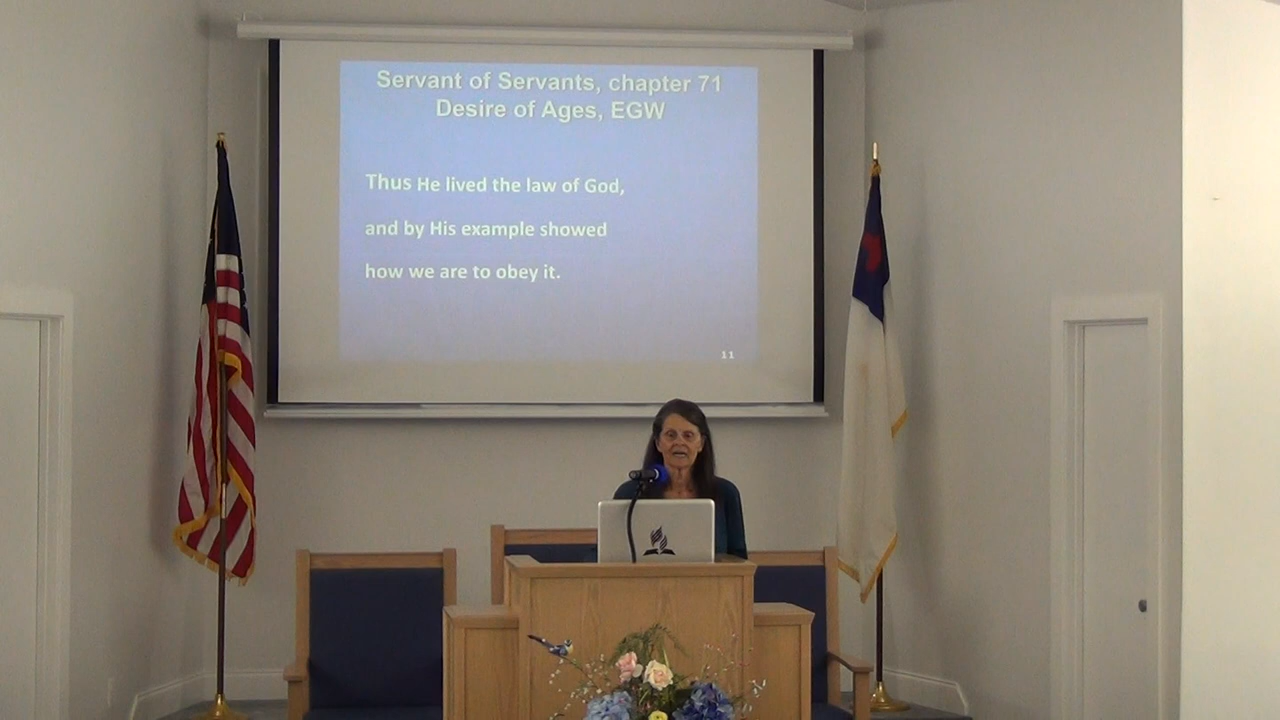 Servant of Servants, chapter 71
Desire of Ages, EGW
Thus He lived the law of God,
and by His example showed
how we are to obey it.
11